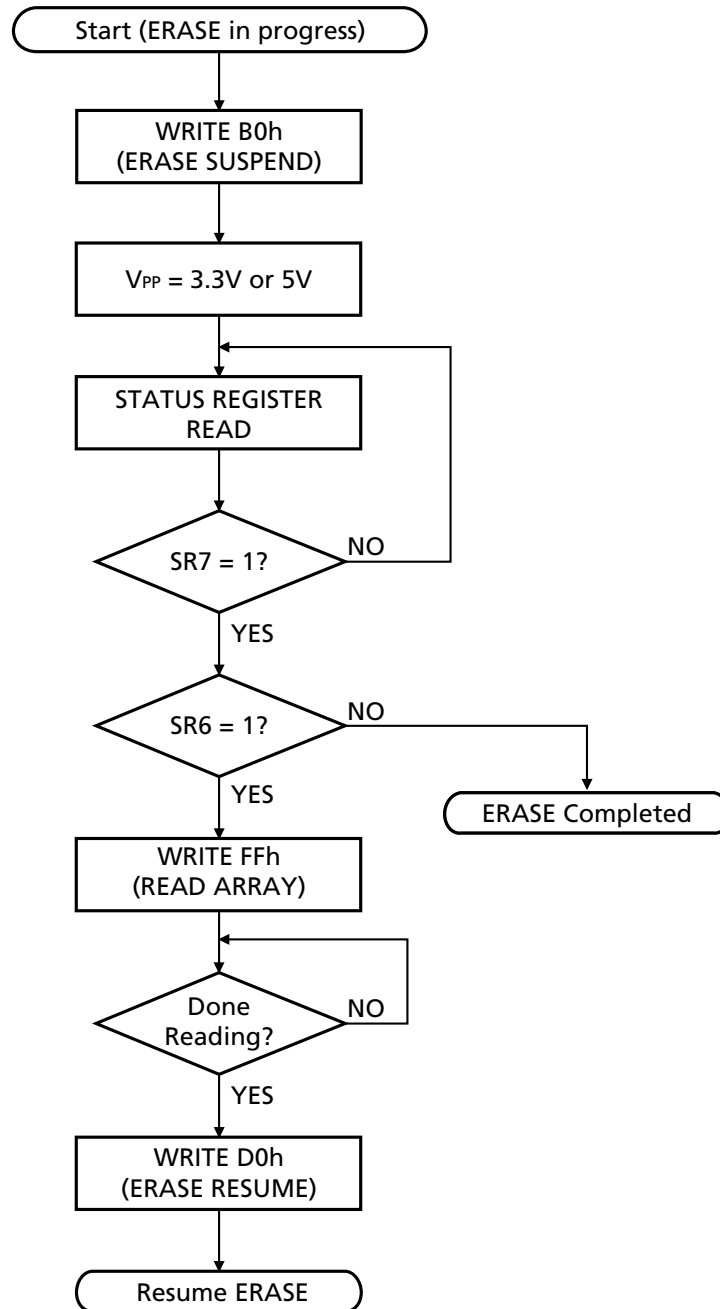 Start (ERASE in progress)
WRITE B0h
(ERASE SUSPEND)
VPP = 3.3V or 5V
STATUS REGISTER
READ
SR7 = 1?
NO
YES
SR6 = 1?
NO
YES
ERASE Completed
WRITE FFh
(READ ARRAY)
Done
Reading?
NO
YES
WRITE D0h
(ERASE RESUME)
Resume ERASE